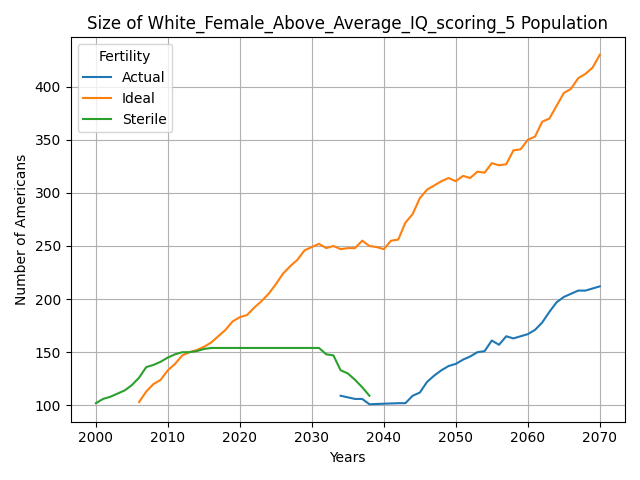 Size of White_Female_Above_Average_IQ_scoring_5 Population
Fertility
Actual
Ideal
Sterile
Number of Americans
400
350
300
250
200
150
100
2000 2010 2020 2030 2040 2050 2060 2070
Years